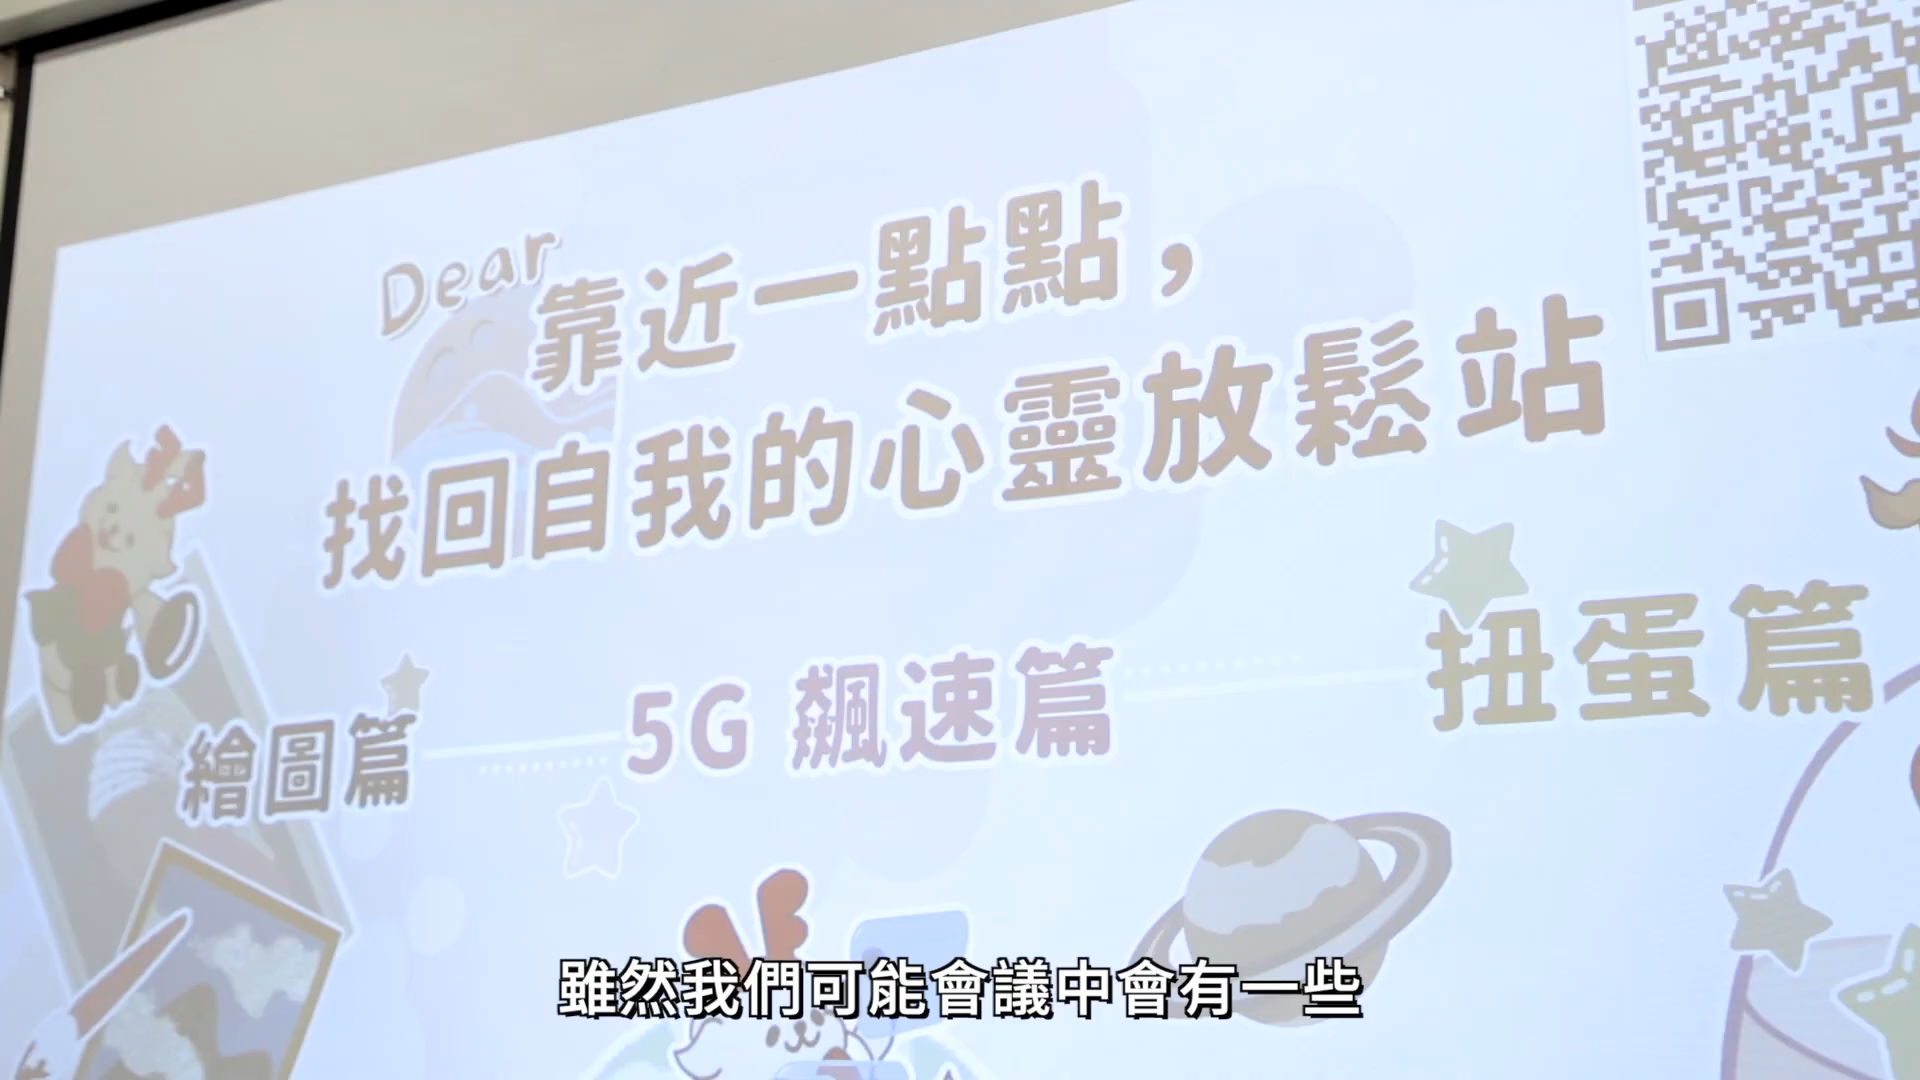 Dear
靠近一點點,
找回自我的心靈放鬆站
繪圖篇
5G 飆速篇
扭蛋篇
雖然我們可能會議中會有一些